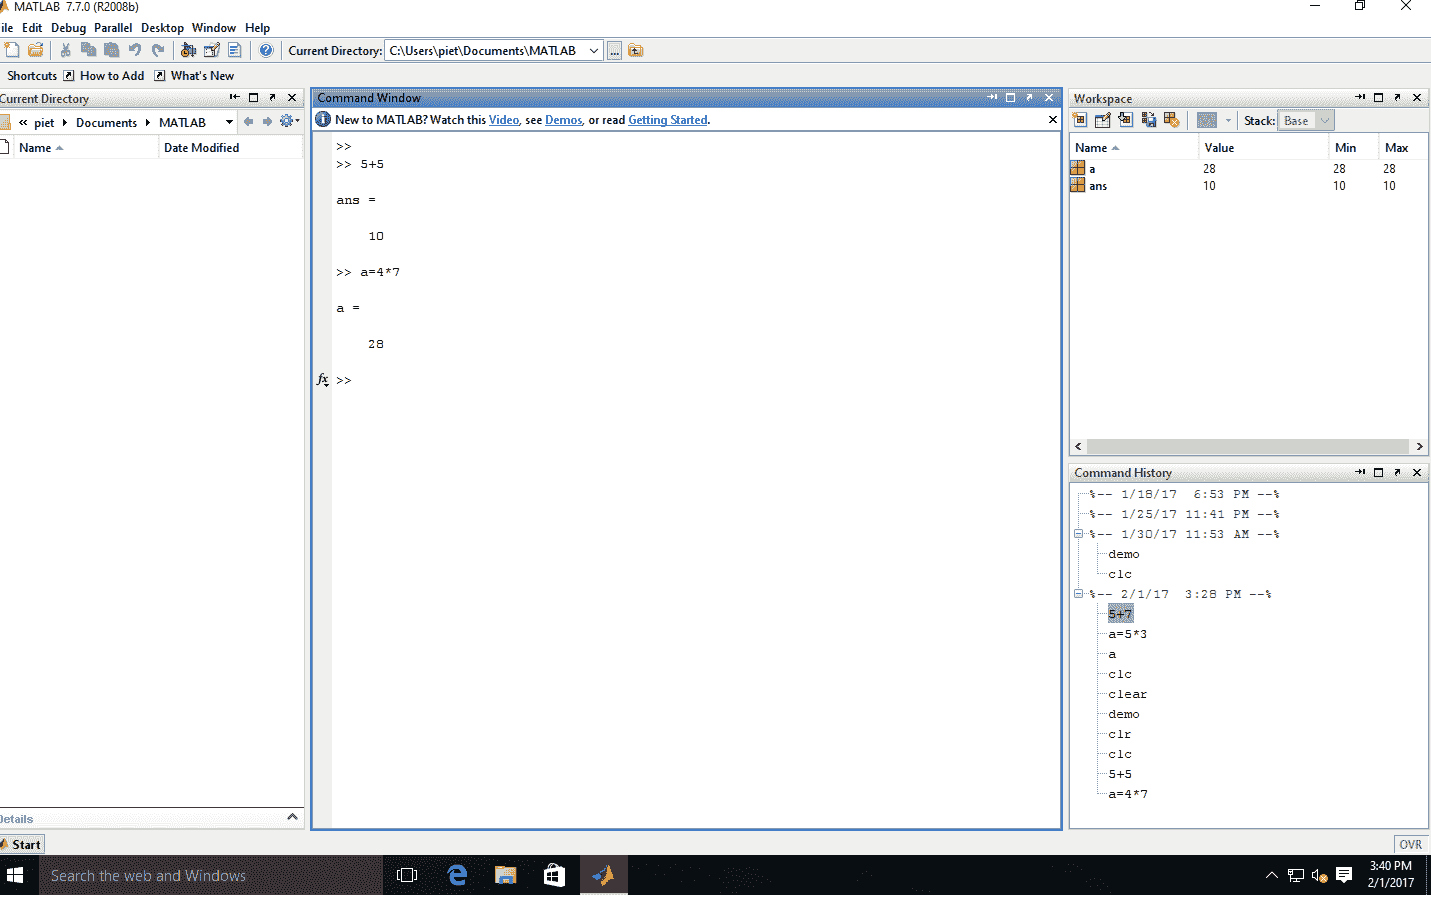 MATLAB 7.7.0 (R2008b)
ile Edit Debug Parallel Desktop Window Help
Current Directory: C:\Users\piet\Documents\MATLAB ...
Shortcuts How to Add What's New
Current Directory
« piet Documents MATLAB
Name Date Modified
Details
Start
Command Window
New to MATLAB? Watch this Video, see Demos, or read Getting Started.
>>
>> 5+5
ans =
10
>> a=4*7
a =
28
fx >>
Workspace
Stack: Base
Name Value Min Max
a 28 28 28
ans 10 10 10
Command History
%-- 1/18/17 6:53 PM --%
%-- 1/25/17 11:41 PM --%
%-- 1/30/17 11:53 AM --%
demo
clc
%-- 2/1/17 3:28 PM --%
5+7
a=5*3
a
clc
clear
demo
clr
clc
5+5
a=4*7
OVR
Search the web and Windows
3:40 PM
2/1/2017